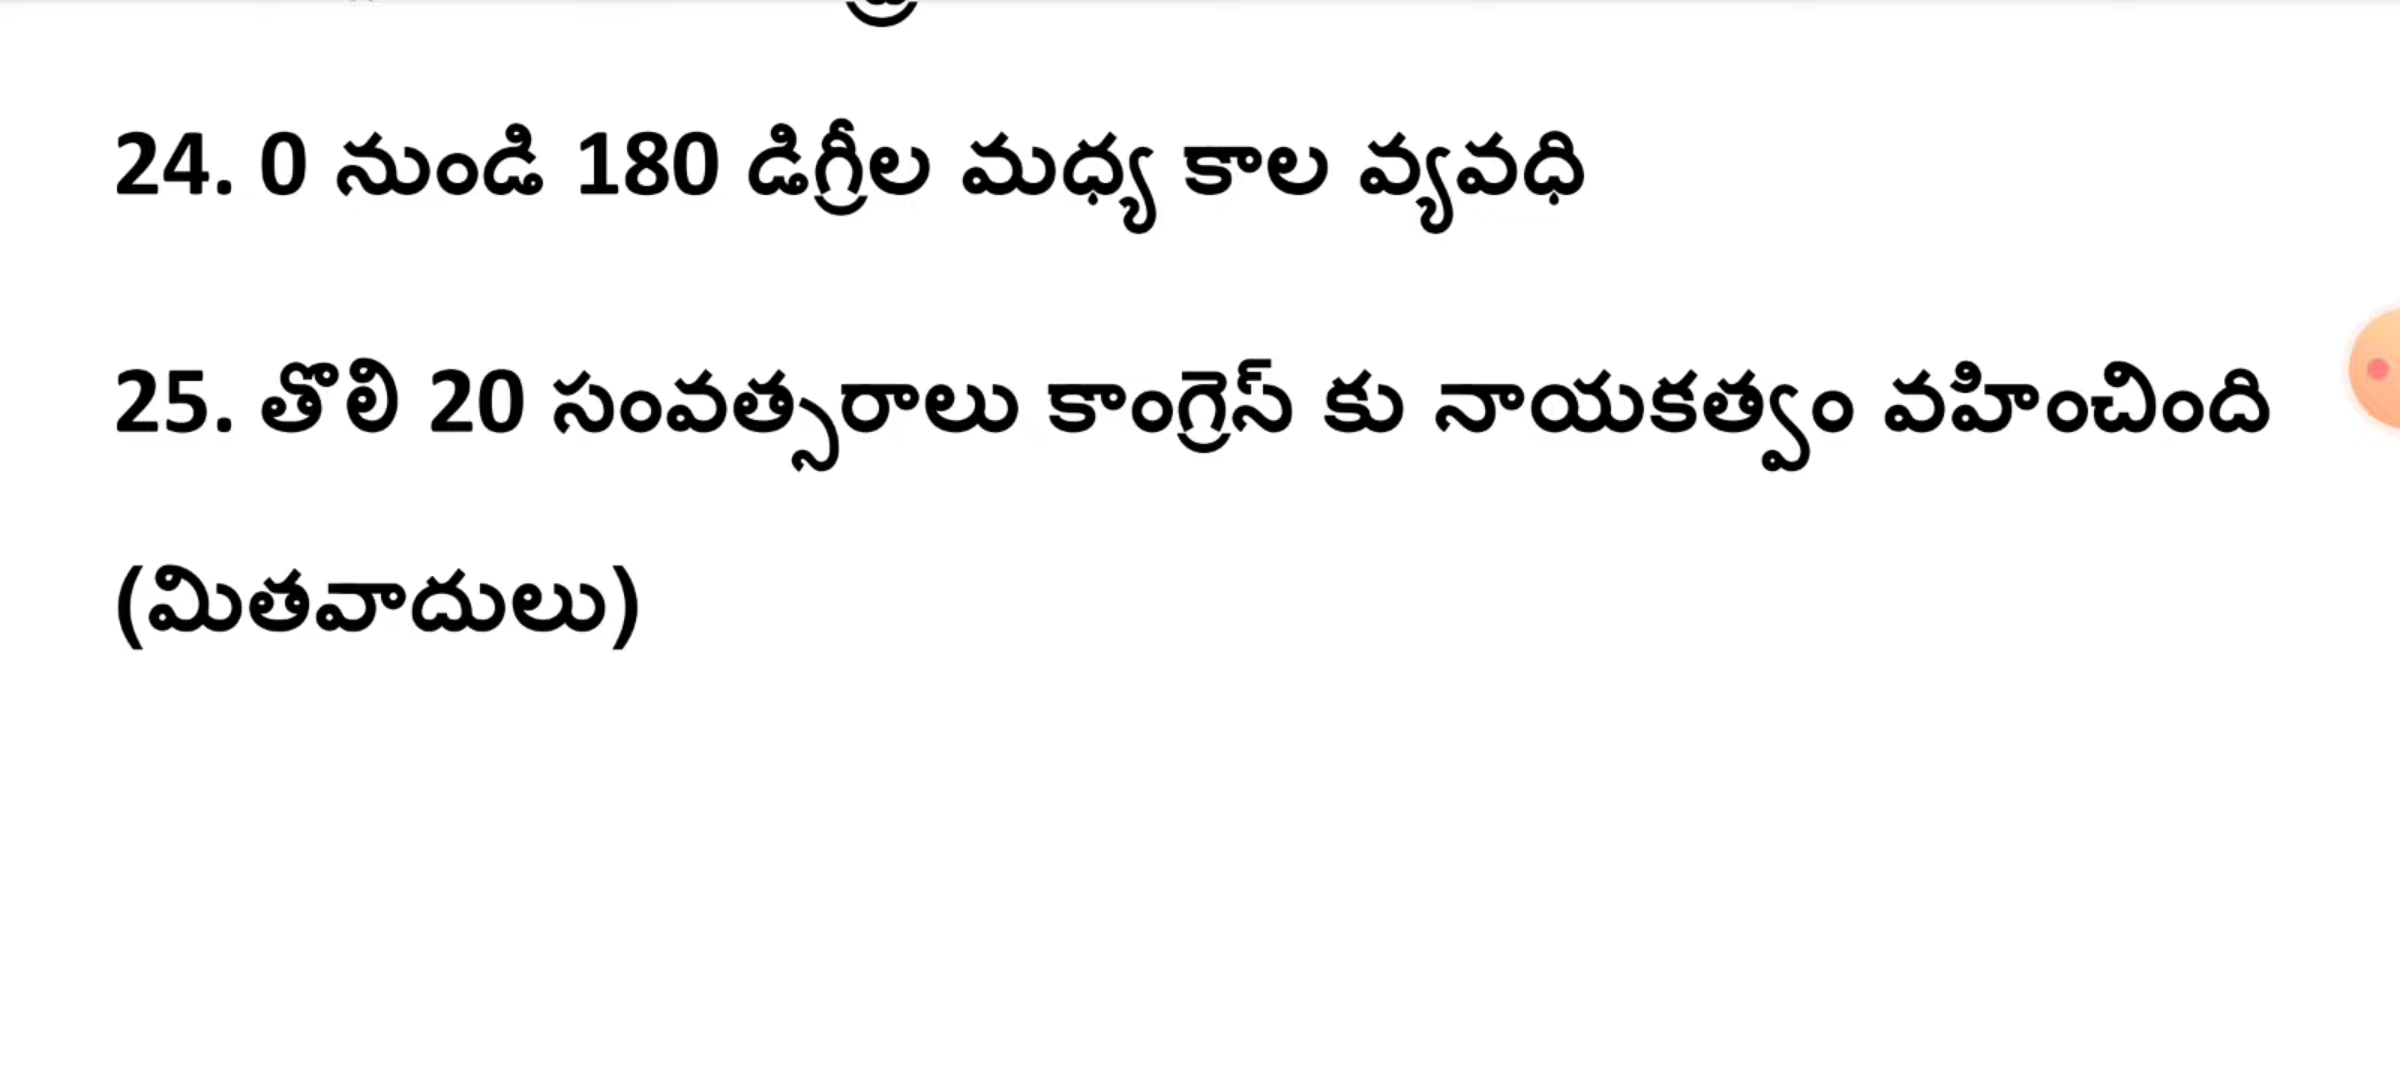 24. 0 నుండి 180 డిగ్రీల మధ్య కాల వ్యవధి
25. తొలి 20 సంవత్సరాలు కాంగ్రెస్ కు నాయకత్వం వహించింది
(మితవాదులు)